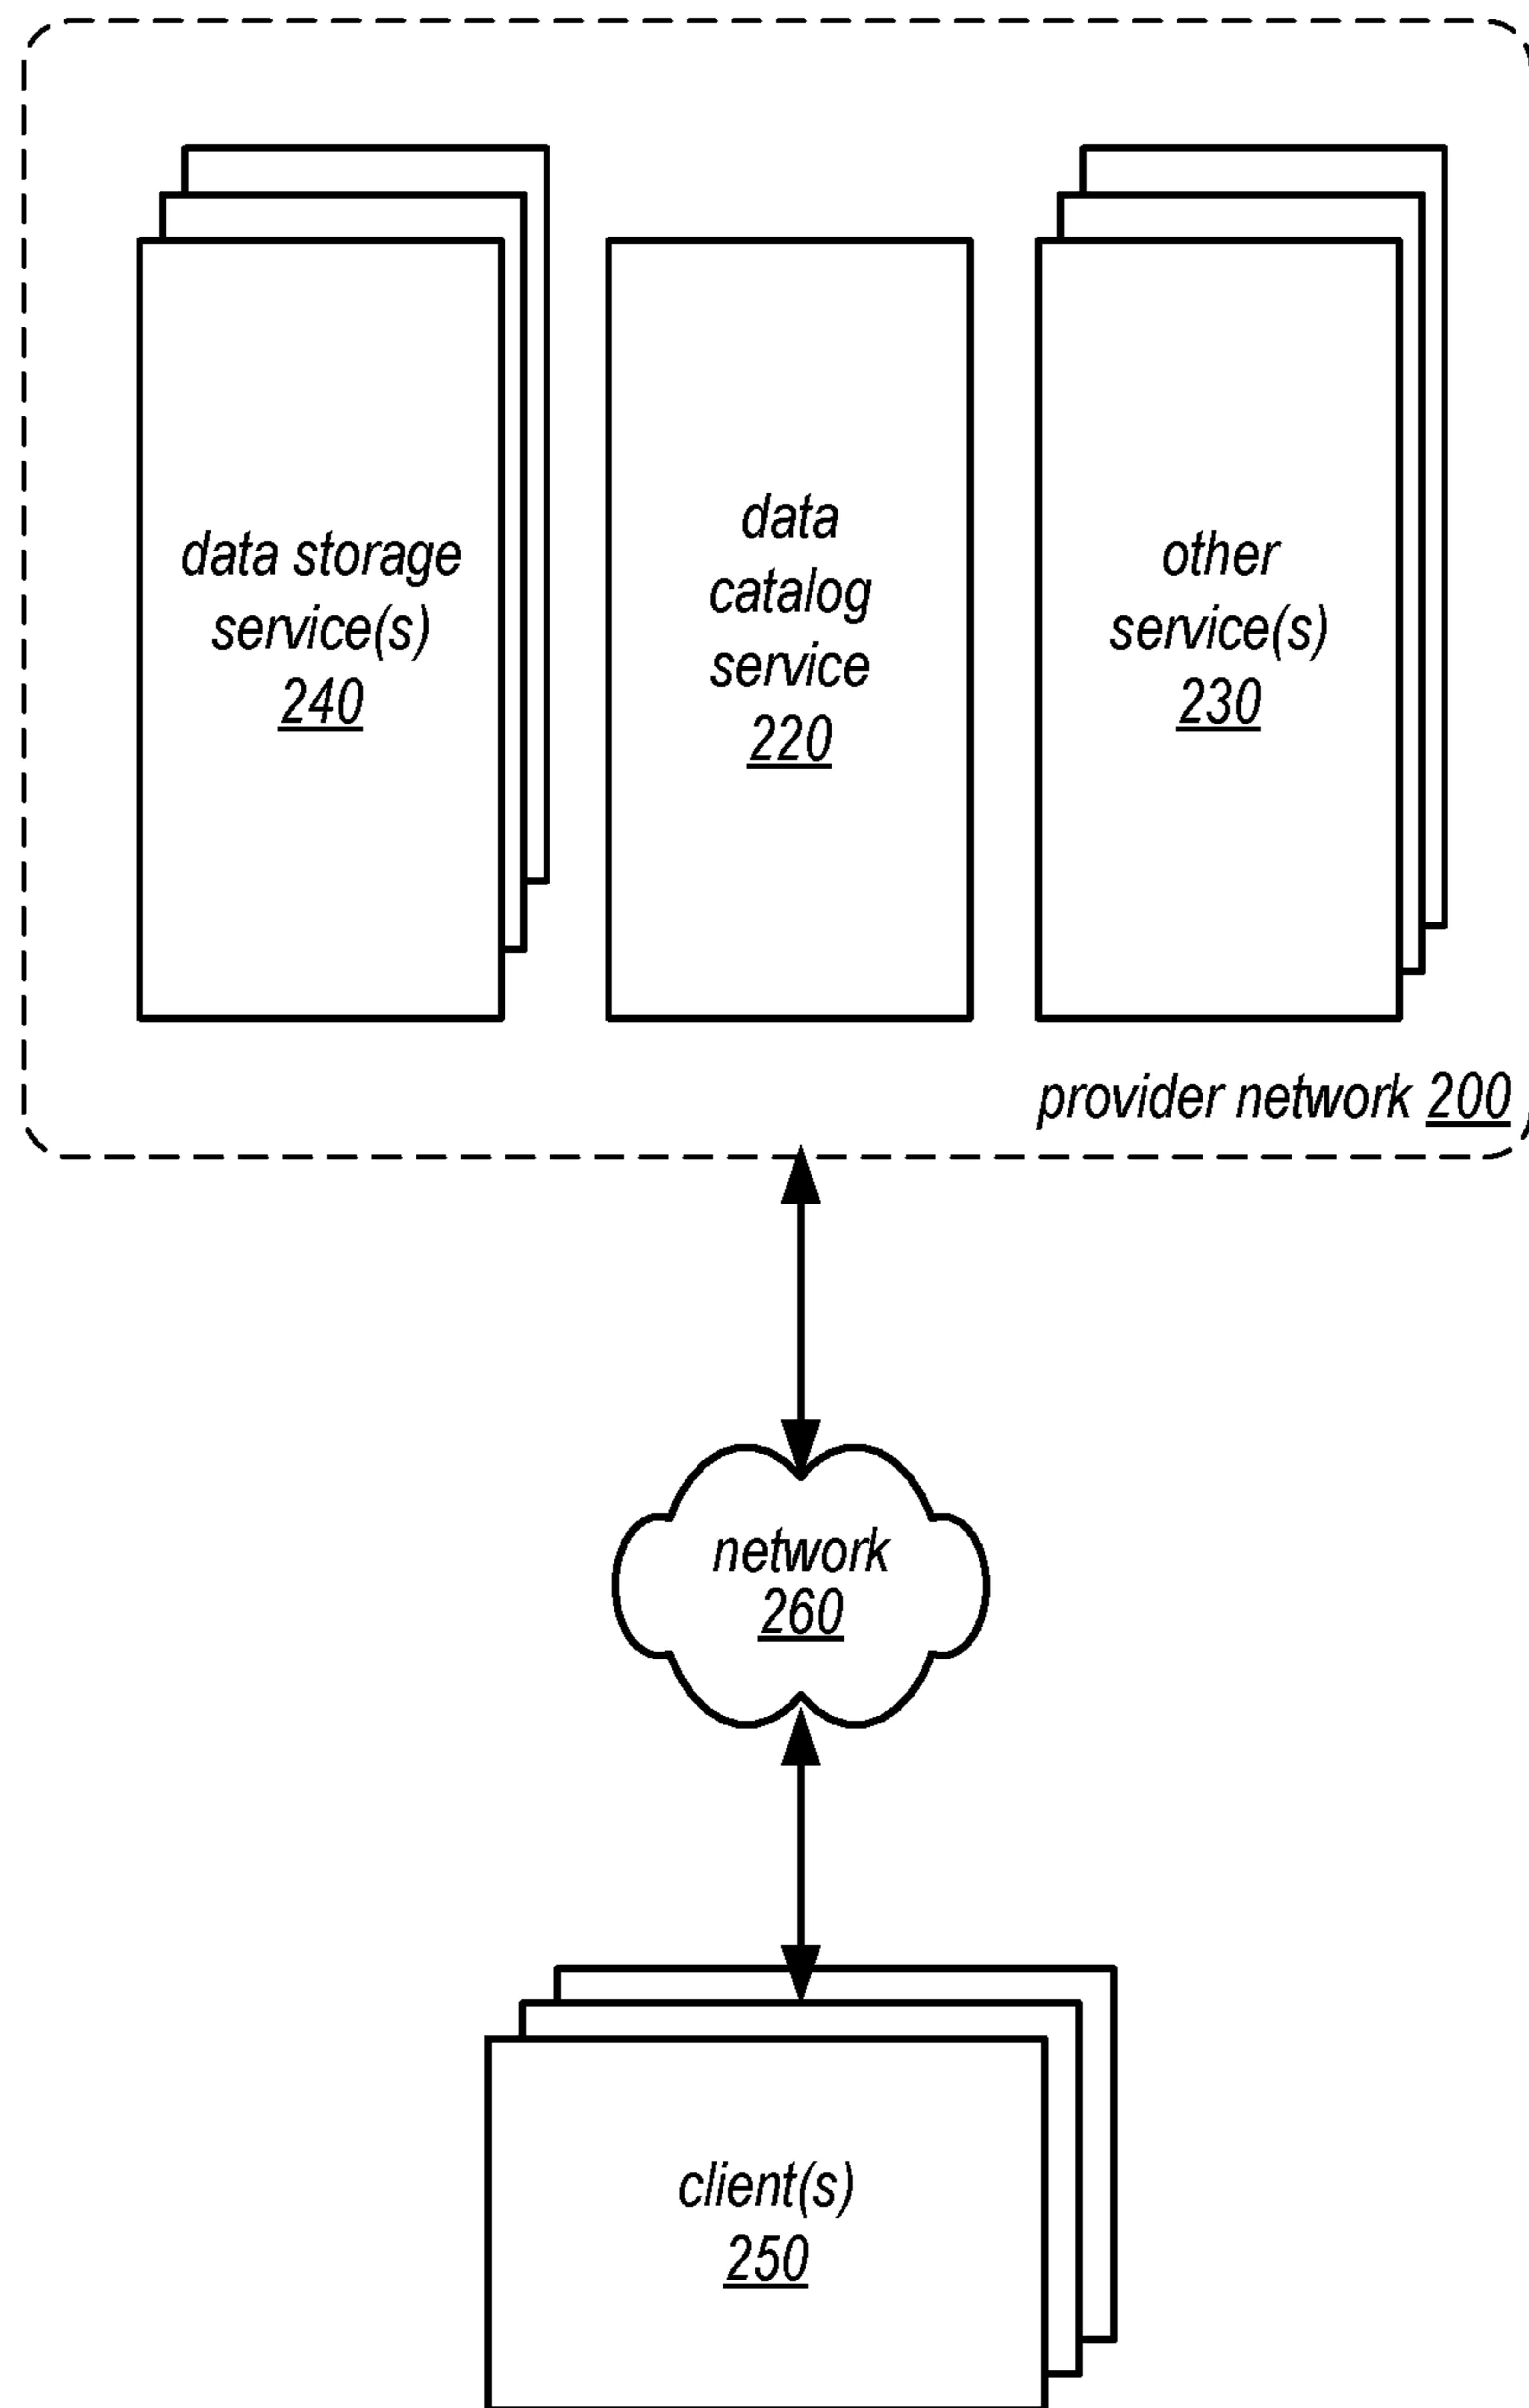 data storage
service(s)
240
data
catalog
service
220
other
service(s)
230
provider network 200
network
260
client(s)
250